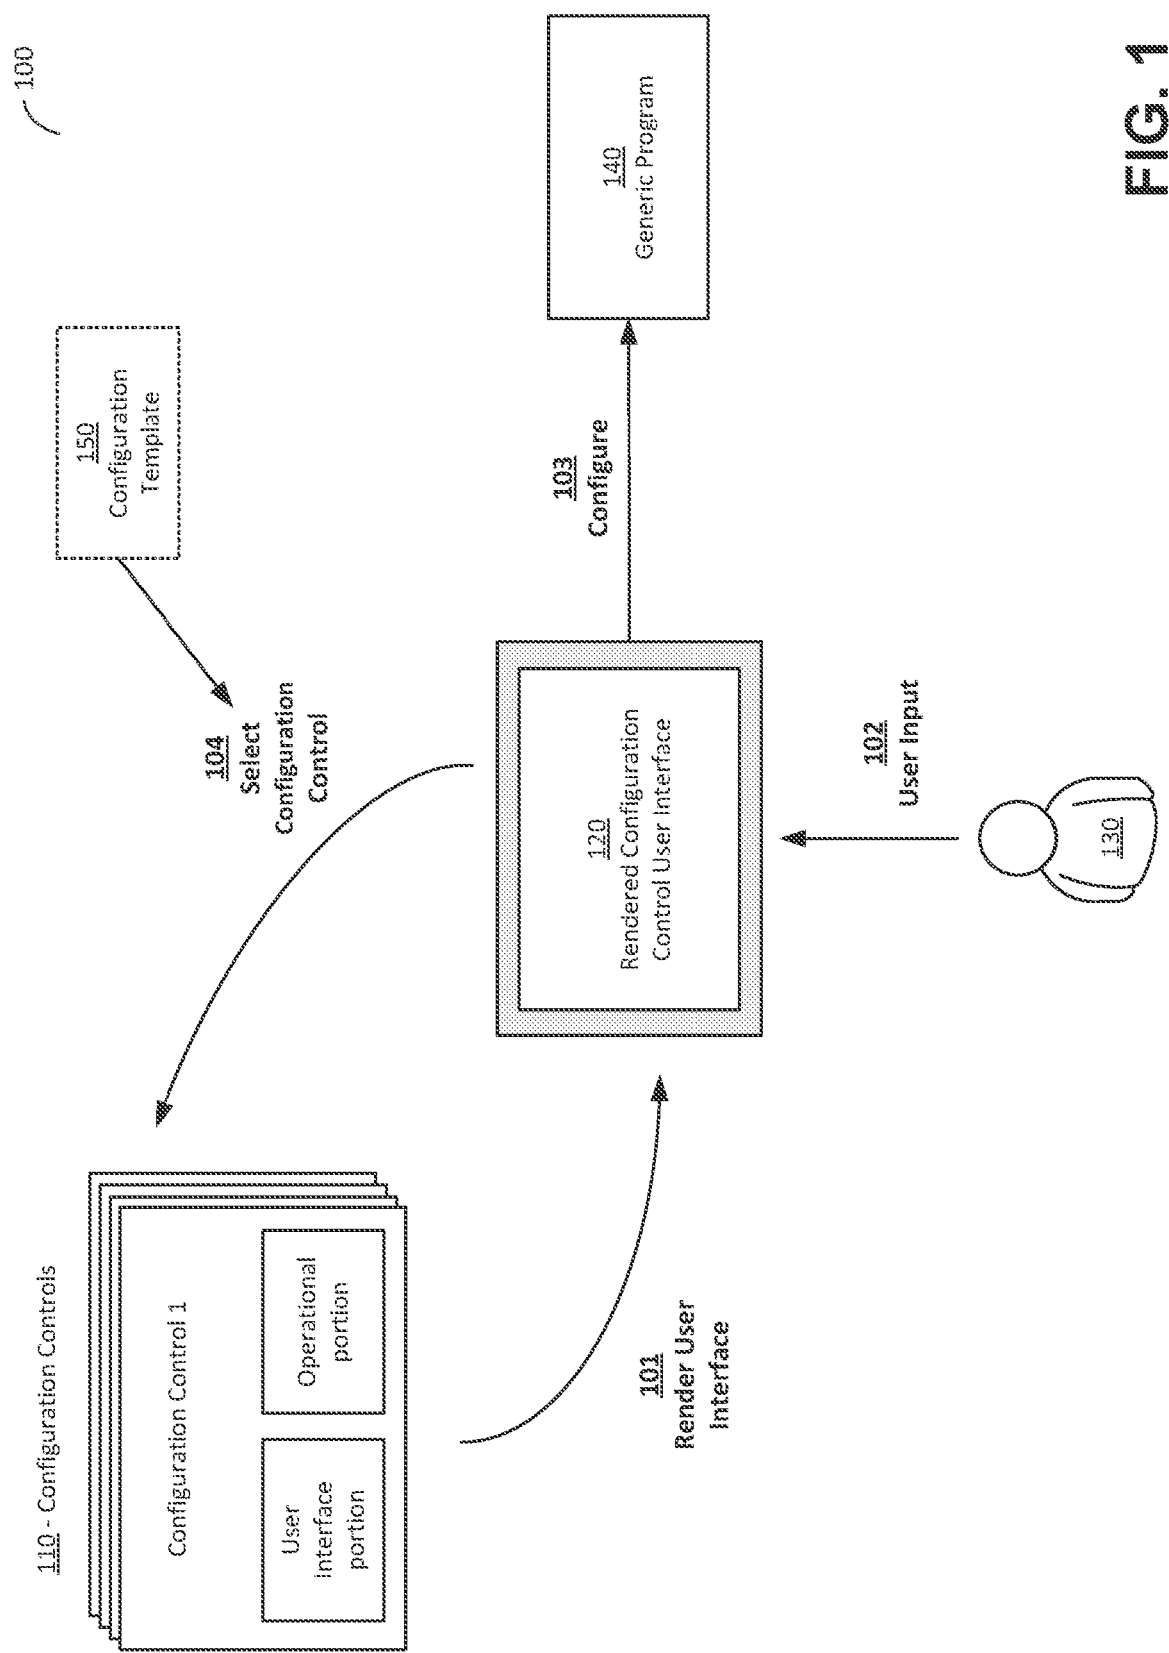 100
110 - Configuration Controls
Configuration Control 1
User
interface
portion
Operational
portion
104
Select
Configuration
Control
150
Configuration
Template
101
Render User
Interface
120
Rendered Configuration
Control User Interface
103
Configure
140
Generic Program
102
User Input
130
FIG. 1